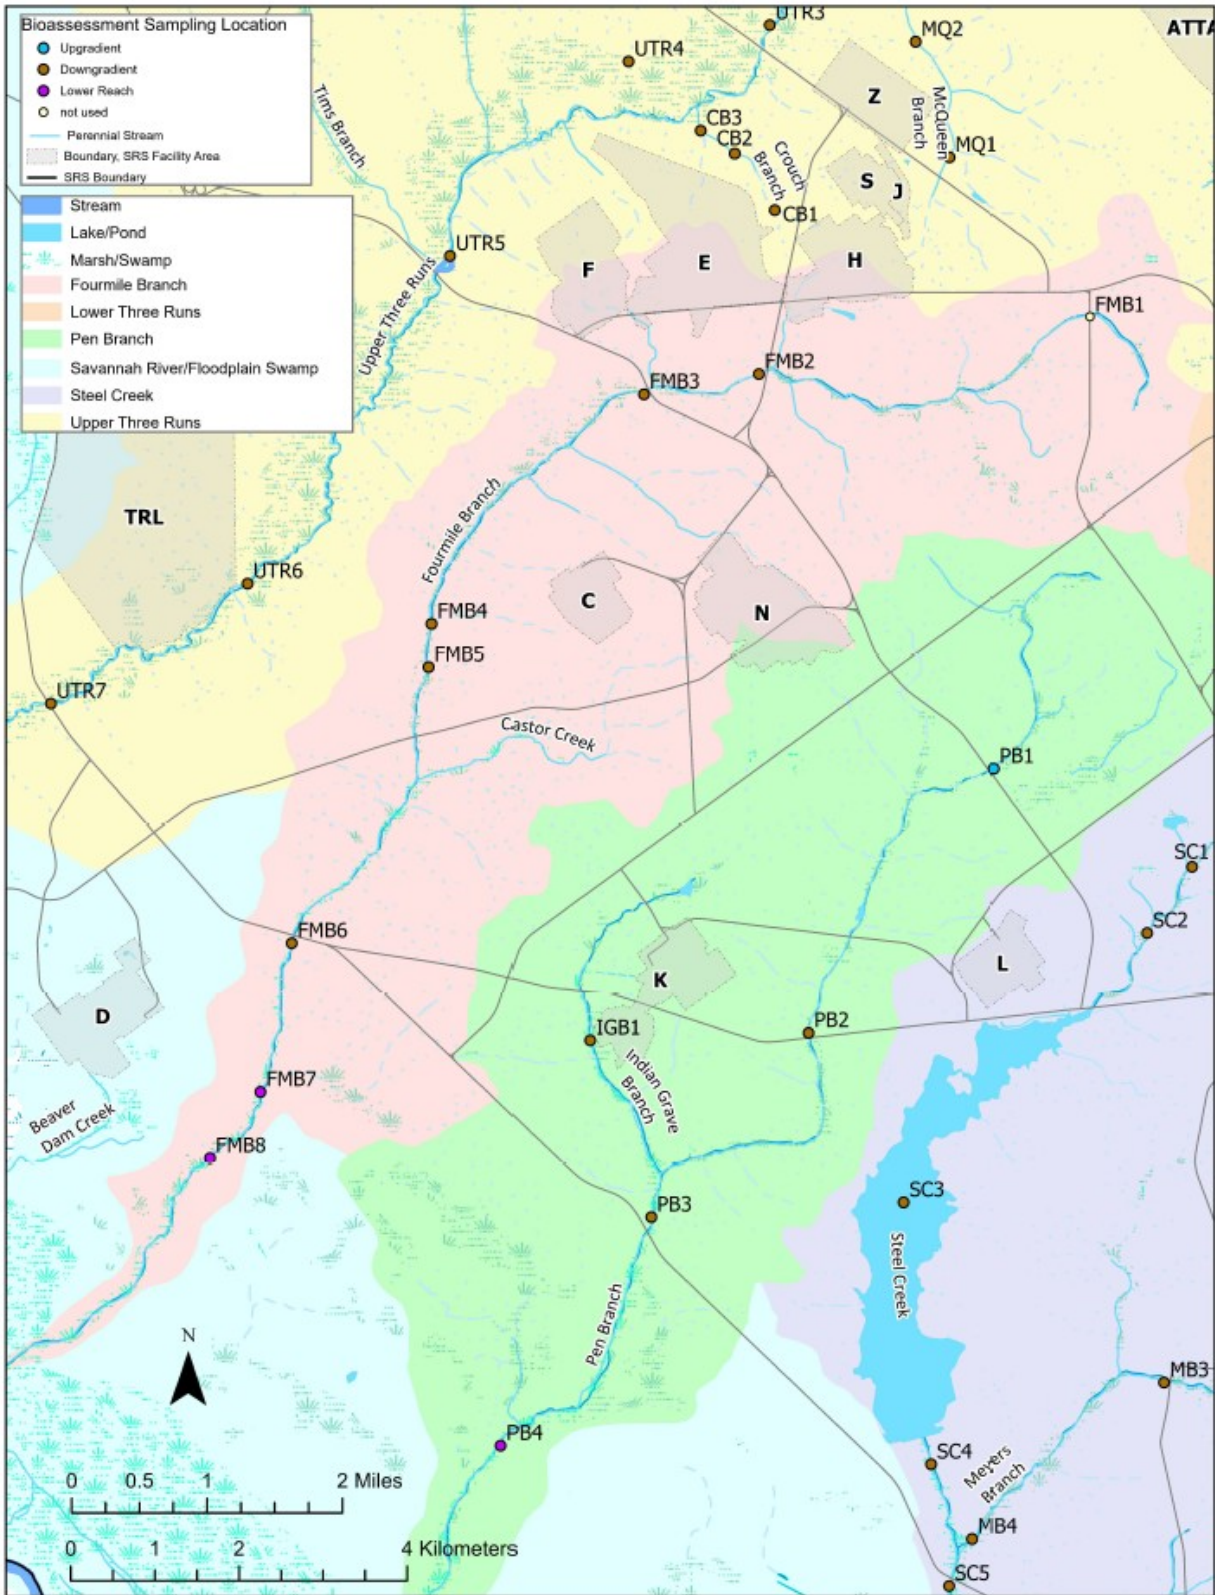 Bioassessment Sampling Location
Upgradient
Downgradient
Lower Reach
not used
Perennial Stream
Boundary, SRS Facility Area
SRS Boundary
Stream
Lake/Pond
Marsh/Swamp
Fourmile Branch
Lower Three Runs
Pen Branch
Savannah River/Floodplain Swamp
Steel Creek
Upper Three Runs
UTR3
MQ2
ATTA
UTR4
Z
Tims Branch
McQueen
Branch
CB3
CB2
Crouch
Branch
MQ1
S
J
CB1
UTR5
F
E
H
Upper Three Runs
FMB1
FMB2
FMB3
TRL
Fourmile Branch
UTR6
C
N
FMB4
FMB5
UTR7
Castor Creek
PB1
SC1
SC2
FMB6
L
K
D
IGB1
PB2
Indian Grave
Branch
FMB7
Beaver
Dam Creek
FMB8
SC3
PB3
Steel Creek
Pen Branch
N
MB3
PB4
SC4
Meyers
Branch
0 0.5 1 2 Miles
MB4
0 1 2 4 Kilometers
SC5